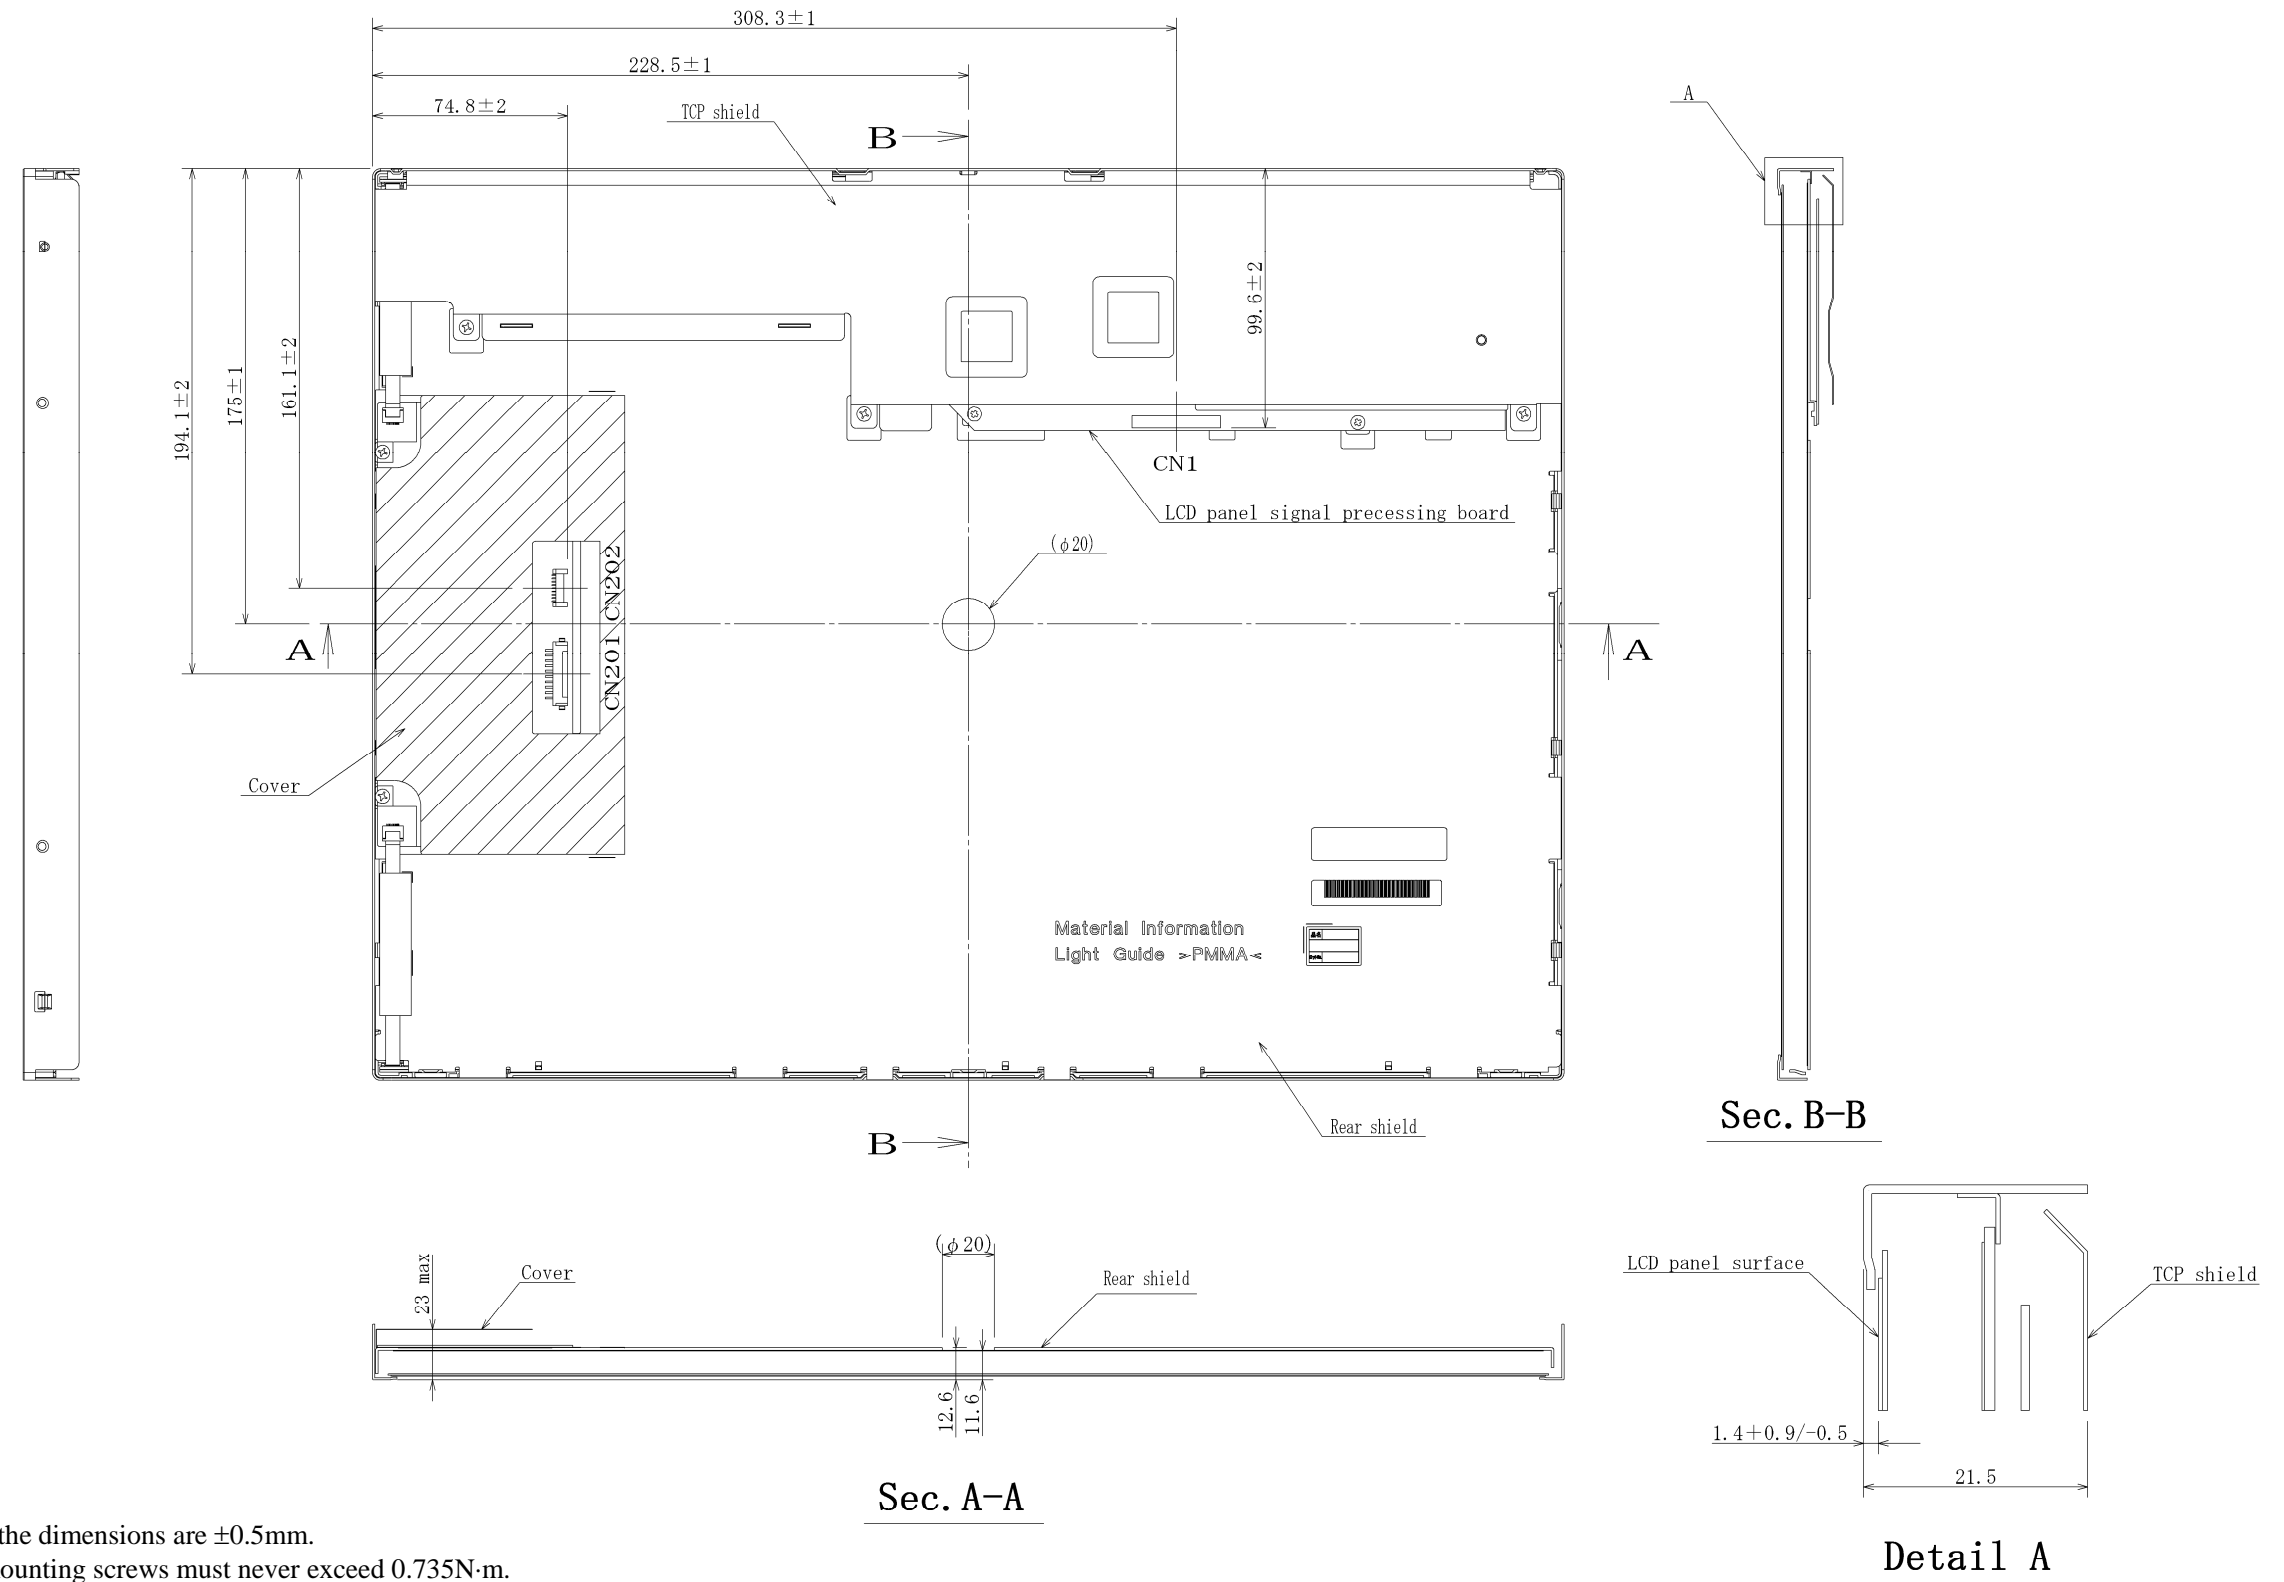 308.3±1
228.5±1
74.8±2
TCP shield
B
A
99.6±2
161.1±2
175±1
194.1±2
CN1
LCD panel signal precessing board
(φ20)
CN201 CN202
A
A
Cover
Material Information
Light Guide >PMMA<
Rear shield
B
Sec. B-B
(φ20)
23 max
Cover
Rear shield
12.6
11.6
Sec. A-A
LCD panel surface
TCP shield
1.4+0.9/-0.5
21.5
Detail A
the dimensions are ±0.5mm.
ounting screws must never exceed 0.735N·m.